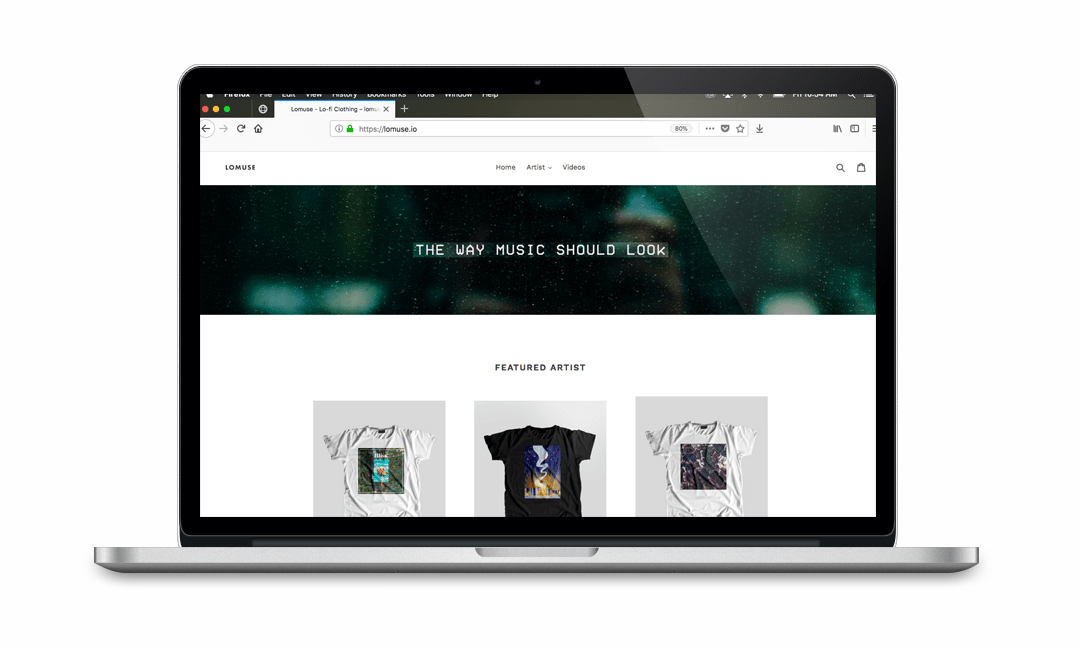 Firefox File Edit View History Bookmarks Tools Window Help
Fri 10:54 AM
Lomuse - Lo-fi Clothing – lomus
https://lomuse.io
80%
LOMUSE
Home Artist Videos
THE WAY MUSIC SHOULD LOOk
FEATURED ARTIST